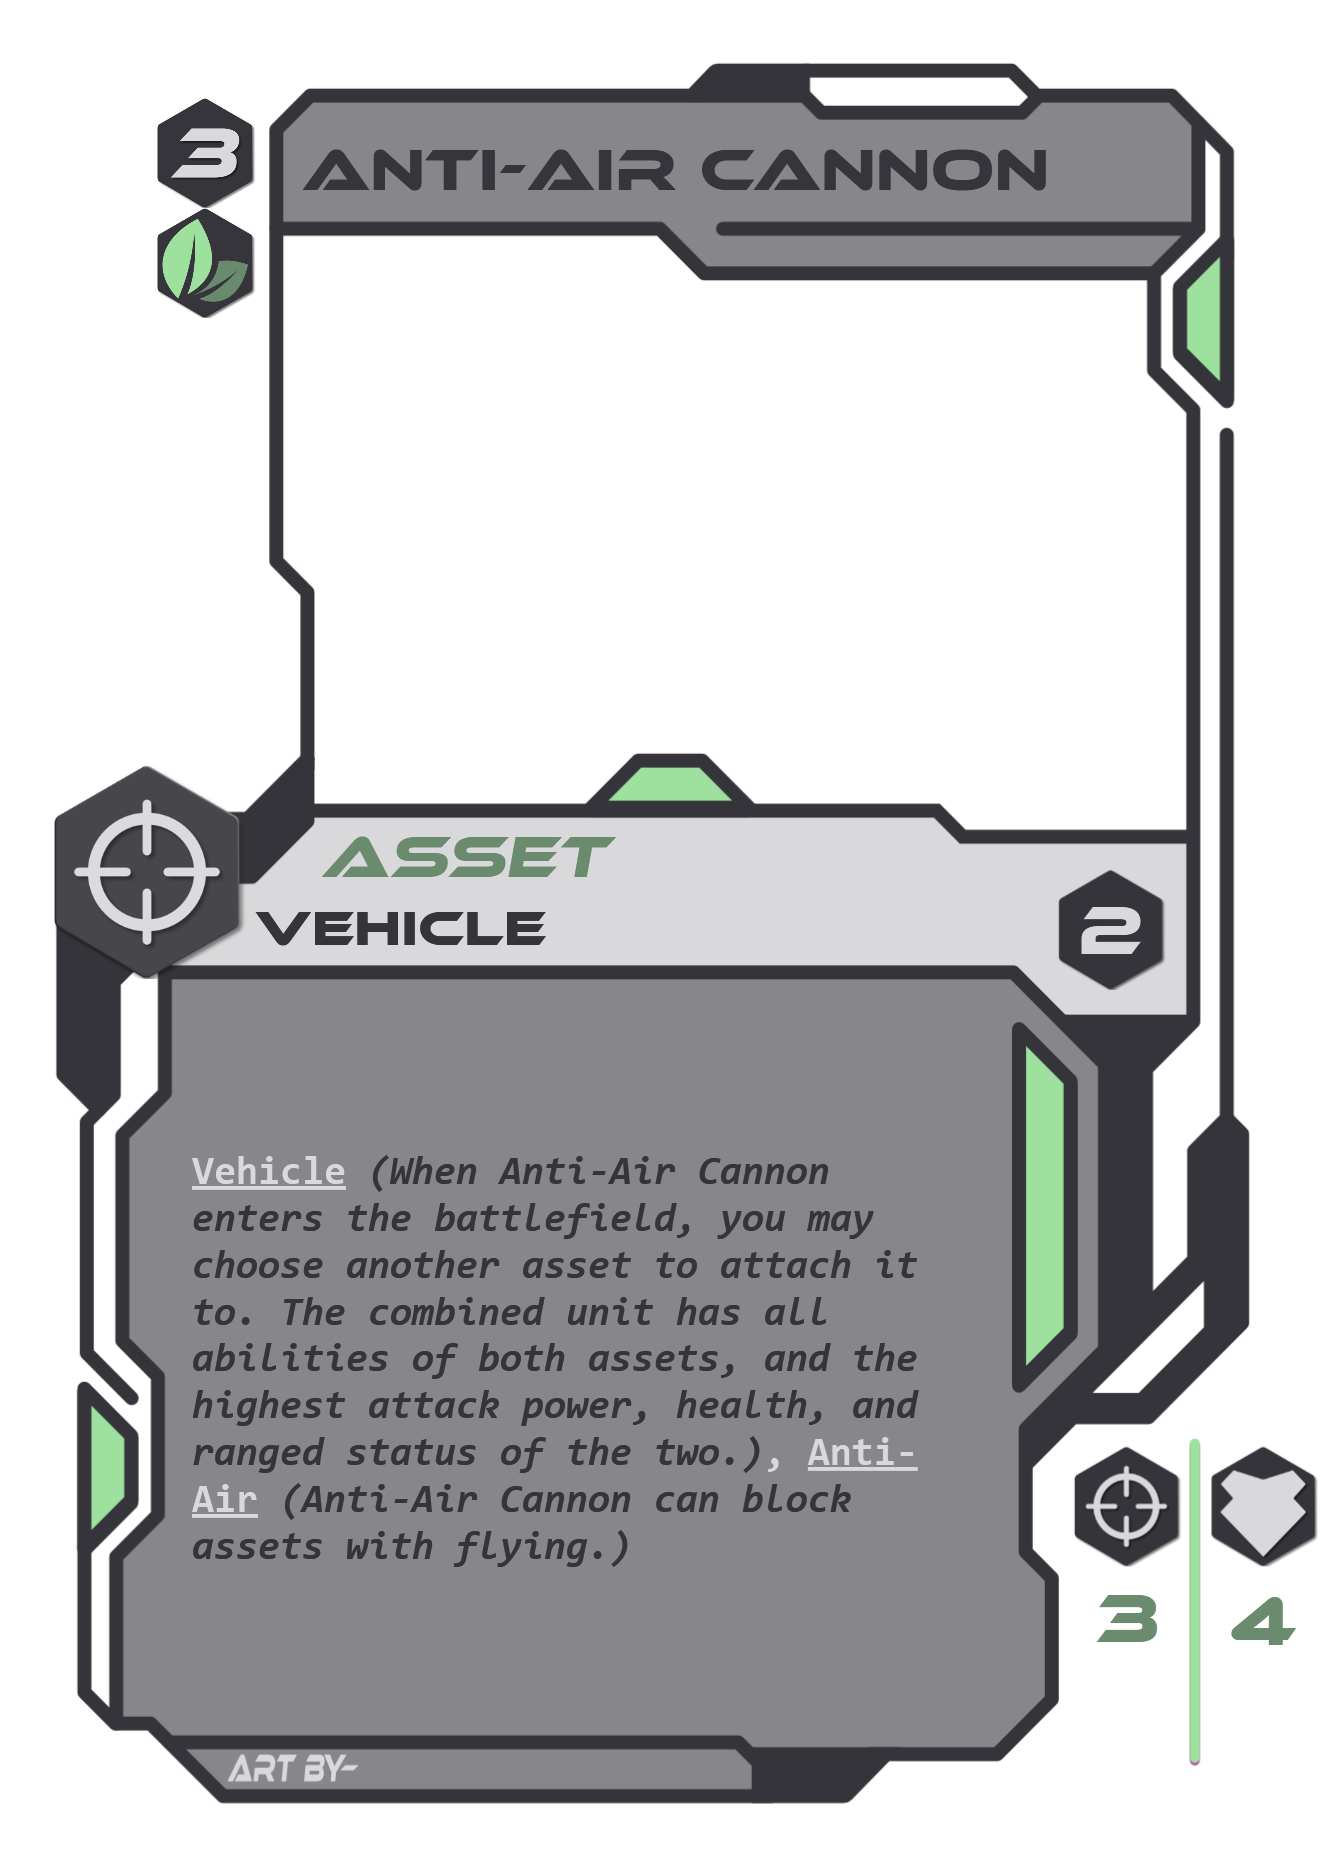 3
ANTI-AIR CANNON
ASSET
VEHICLE
2
Vehicle (When Anti-Air Cannon
enters the battlefield, you may
choose another asset to attach it
to. The combined unit has all
abilities of both assets, and the
highest attack power, health, and
ranged status of the two.), Anti-
Air (Anti-Air Cannon can block
assets with flying.)
3
4
ART BY-